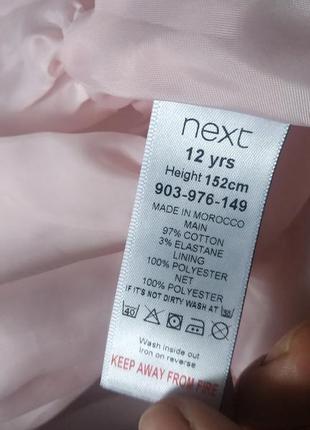 next
12 yrs
Height 152cm
903-976-149
MADE IN MOROCCO
MAIN
97% COTTON
3% ELASTANE
LINING
100% POLYESTER
NET
100% POLYESTER
IF IT'S NOT DIRTY WASH AT 30
40
Wash inside out
Iron on reverse
KEEP AWAY FROM FIRE